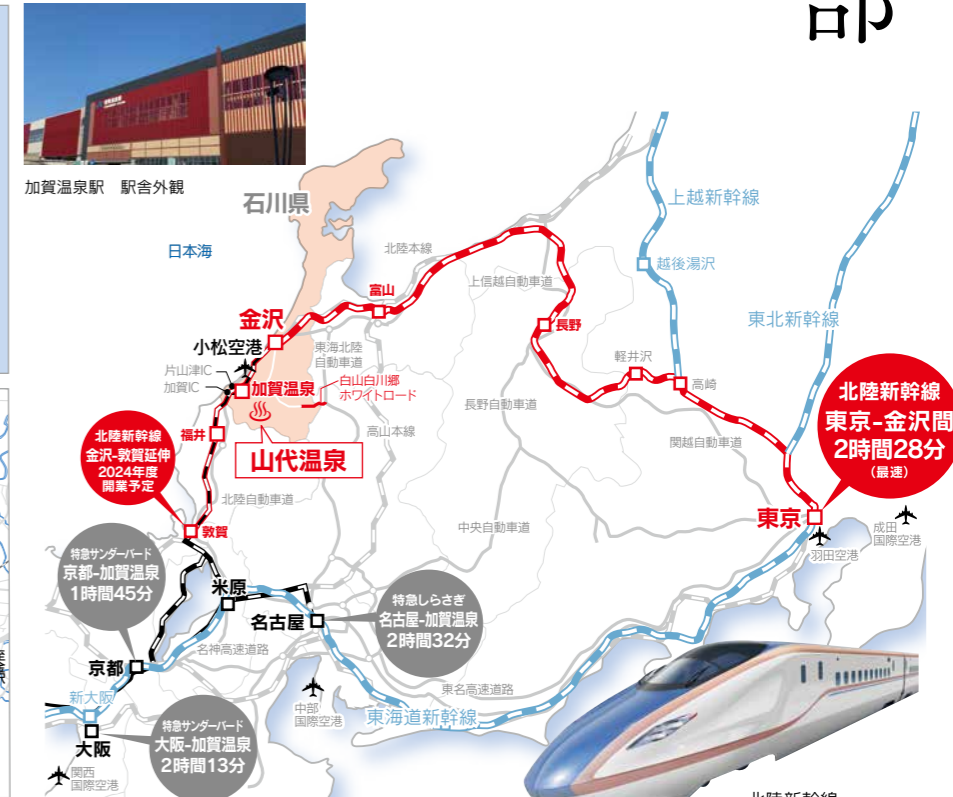 部
加賀温泉駅　駅舎外観
石川県
日本海
北陸本線
上越新幹線
越後湯沢
上信越自動車道
富山
東北新幹線
金沢
小松空港
長野
東海北陸
自動車道
軽井沢
片山津IC
加賀IC
加賀温泉
白山白川郷
ホワイトロード
高崎
長野自動車道
北陸新幹線
東京-金沢間
2時間28分
(最速)
福井
高山本線
関越自動車道
北陸新幹線
金沢-敦賀延伸
2024年度
開業予定
山代温泉
北陸自動車道
中央自動車道
東京
敦賀
成田
国際空港
羽田空港
特急サンダーバード
京都-加賀温泉
1時間45分
米原
名古屋
特急しらさぎ
名古屋-加賀温泉
2時間32分
名神高速道路
京都
東名高速道路
新大阪
中部
国際空港
東海道新幹線
大阪
特急サンダーバード
大阪-加賀温泉
2時間13分
関西
国際空港
北陸新幹線